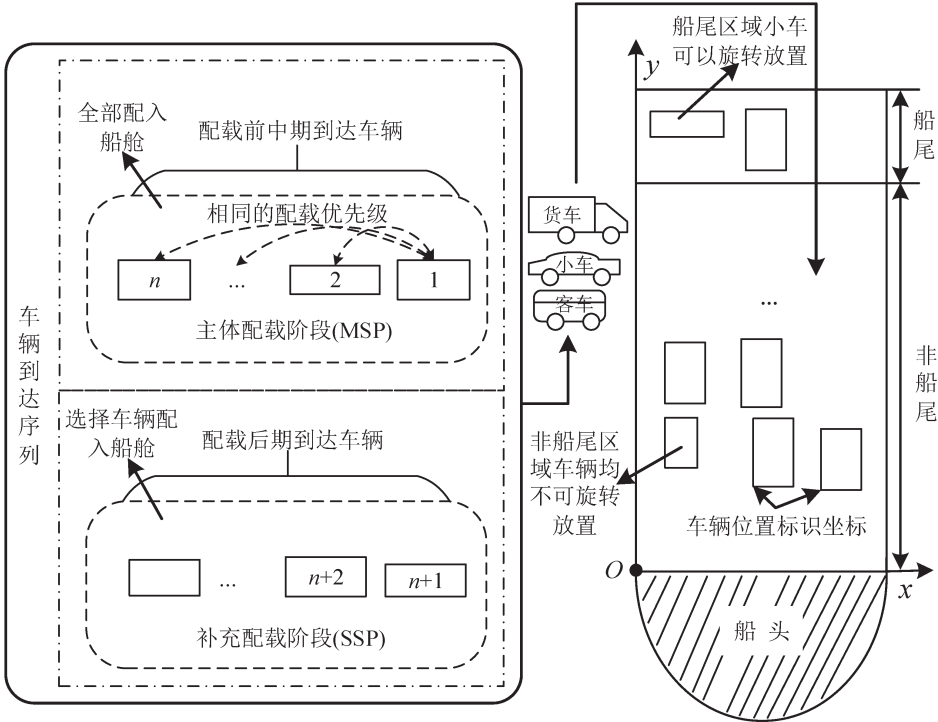 车辆到达序列
全部配入
船舱
配载前中期到达车辆
相同的配载优先级
n
...
2
1
主体配载阶段(MSP)
选择车辆配
入船舱
配载后期到达车辆
...
n+2
n+1
补充配载阶段(SSP)
货车
小车
客车
y
船尾区域小车
可以旋转放置
船尾
...
非船尾
非船尾区
域车辆均
不可旋转
放置
车辆位置标识坐标
O
x
船 头